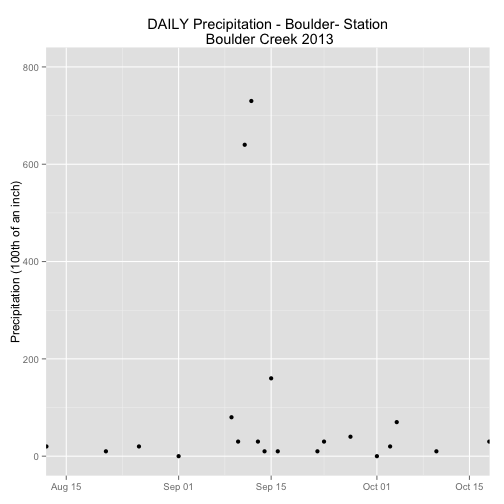 DAILY Precipitation - Boulder- Station
Boulder Creek 2013
Precipitation (100th of an inch)
800
600
400
200
0
Aug 15
Sep 01
Sep 15
Oct 01
Oct 15